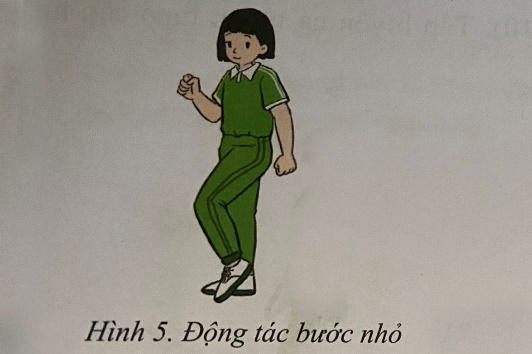 Hình 5. Động tác bước nhỏ